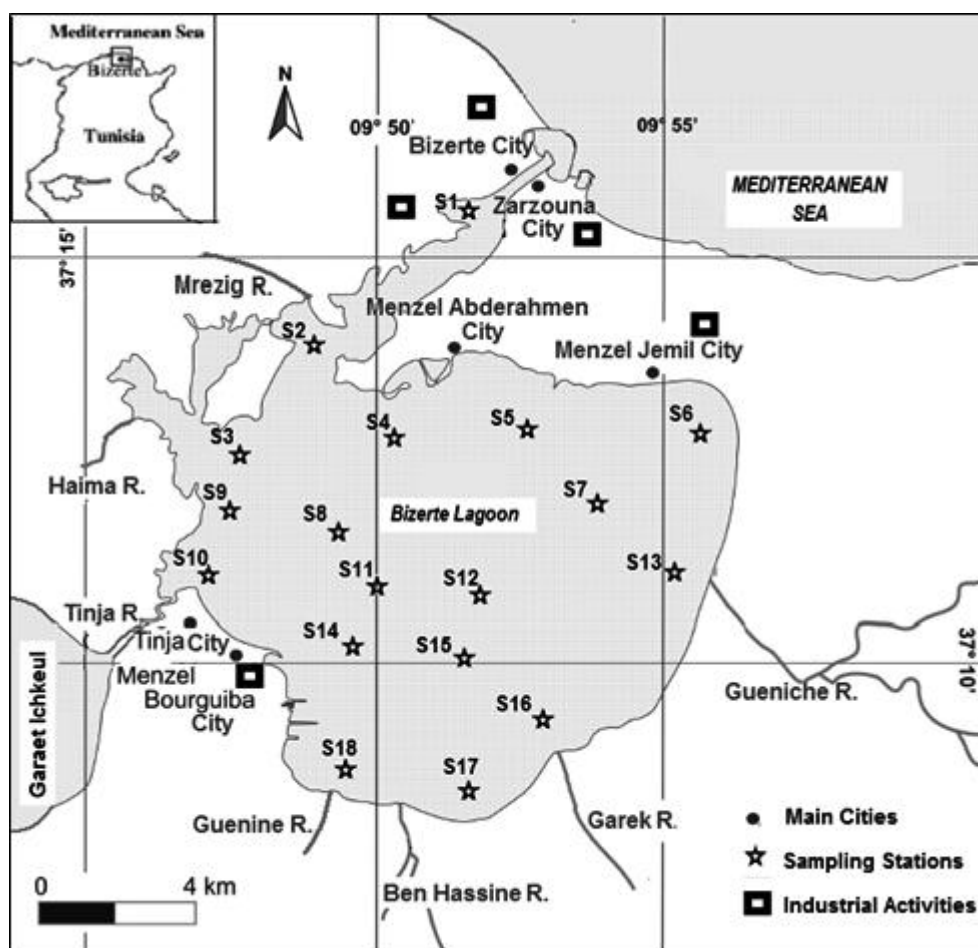 Mediterranean Sea
Bizerte
Tunisia
N
09° 50'
09° 55'
Bizerte City
MEDITERRANEAN
SEA
S1
Zarzouna
City
37° 15'
Mrezig R.
Menzel Abderahmen
City
S2
Menzel Jemil City
S3
S4
S5
S6
Haima R.
S9
S8
Bizerte Lagoon
S7
S10
S11
S12
S13
Tinja R.
Tinja City
S14
S15
37° 10'
Menzel
Bourguiba
City
Gueniche R.
Garaet Ichkeul
S16
S18
S17
Guenine R.
Garek R.
Ben Hassine R.
0 4 km
Main Cities
Sampling Stations
Industrial Activities